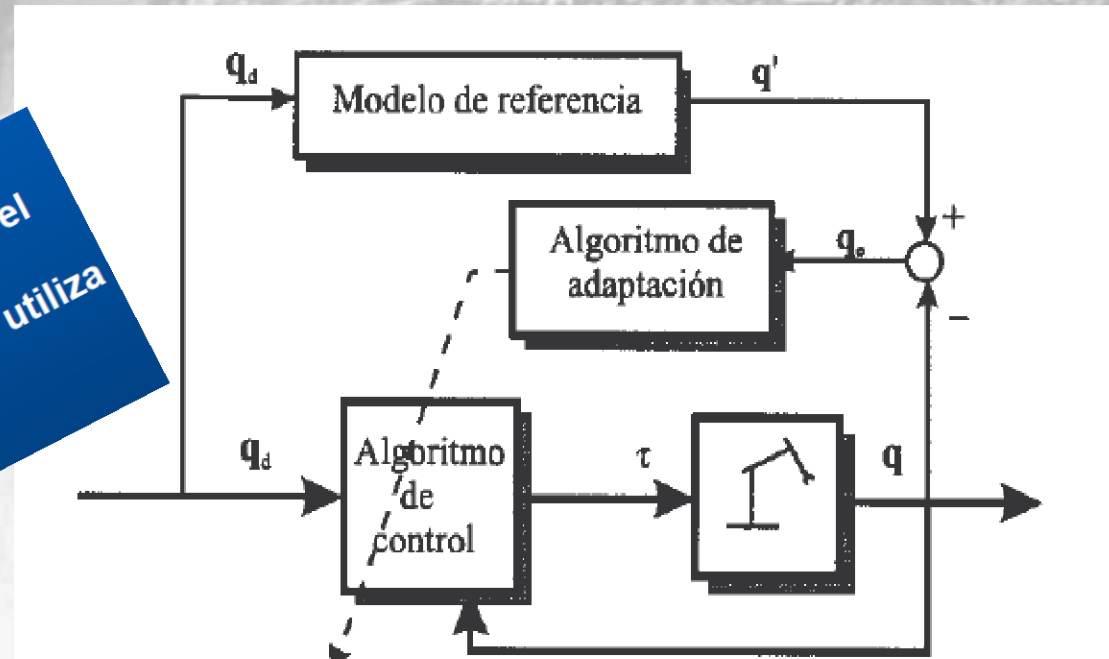 q_d
Modelo de referencia
q'
el
utiliza
Algoritmo de
adaptación
q_e
+
−
q_d
Algoritmo
de
control
τ
q